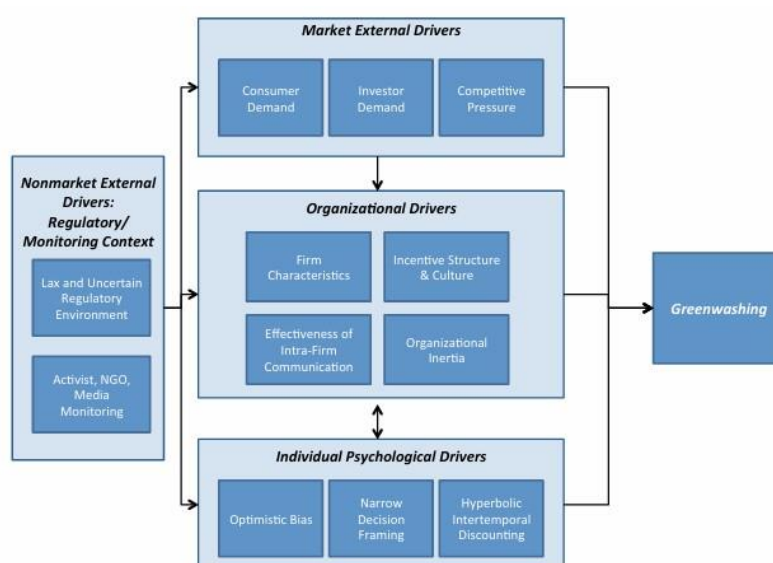 Market External Drivers
Consumer
Demand
Investor
Demand
Competitive
Pressure
Nonmarket External
Drivers:
Regulatory/
Monitoring Context
Lax and Uncertain
Regulatory
Environment
Activist, NGO,
Media
Monitoring
Organizational Drivers
Firm
Characteristics
Incentive Structure
& Culture
Effectiveness of
Intra-Firm
Communication
Organizational
Inertia
Individual Psychological Drivers
Optimistic Bias
Narrow
Decision
Framing
Hyperbolic
Intertemporal
Discounting
Greenwashing